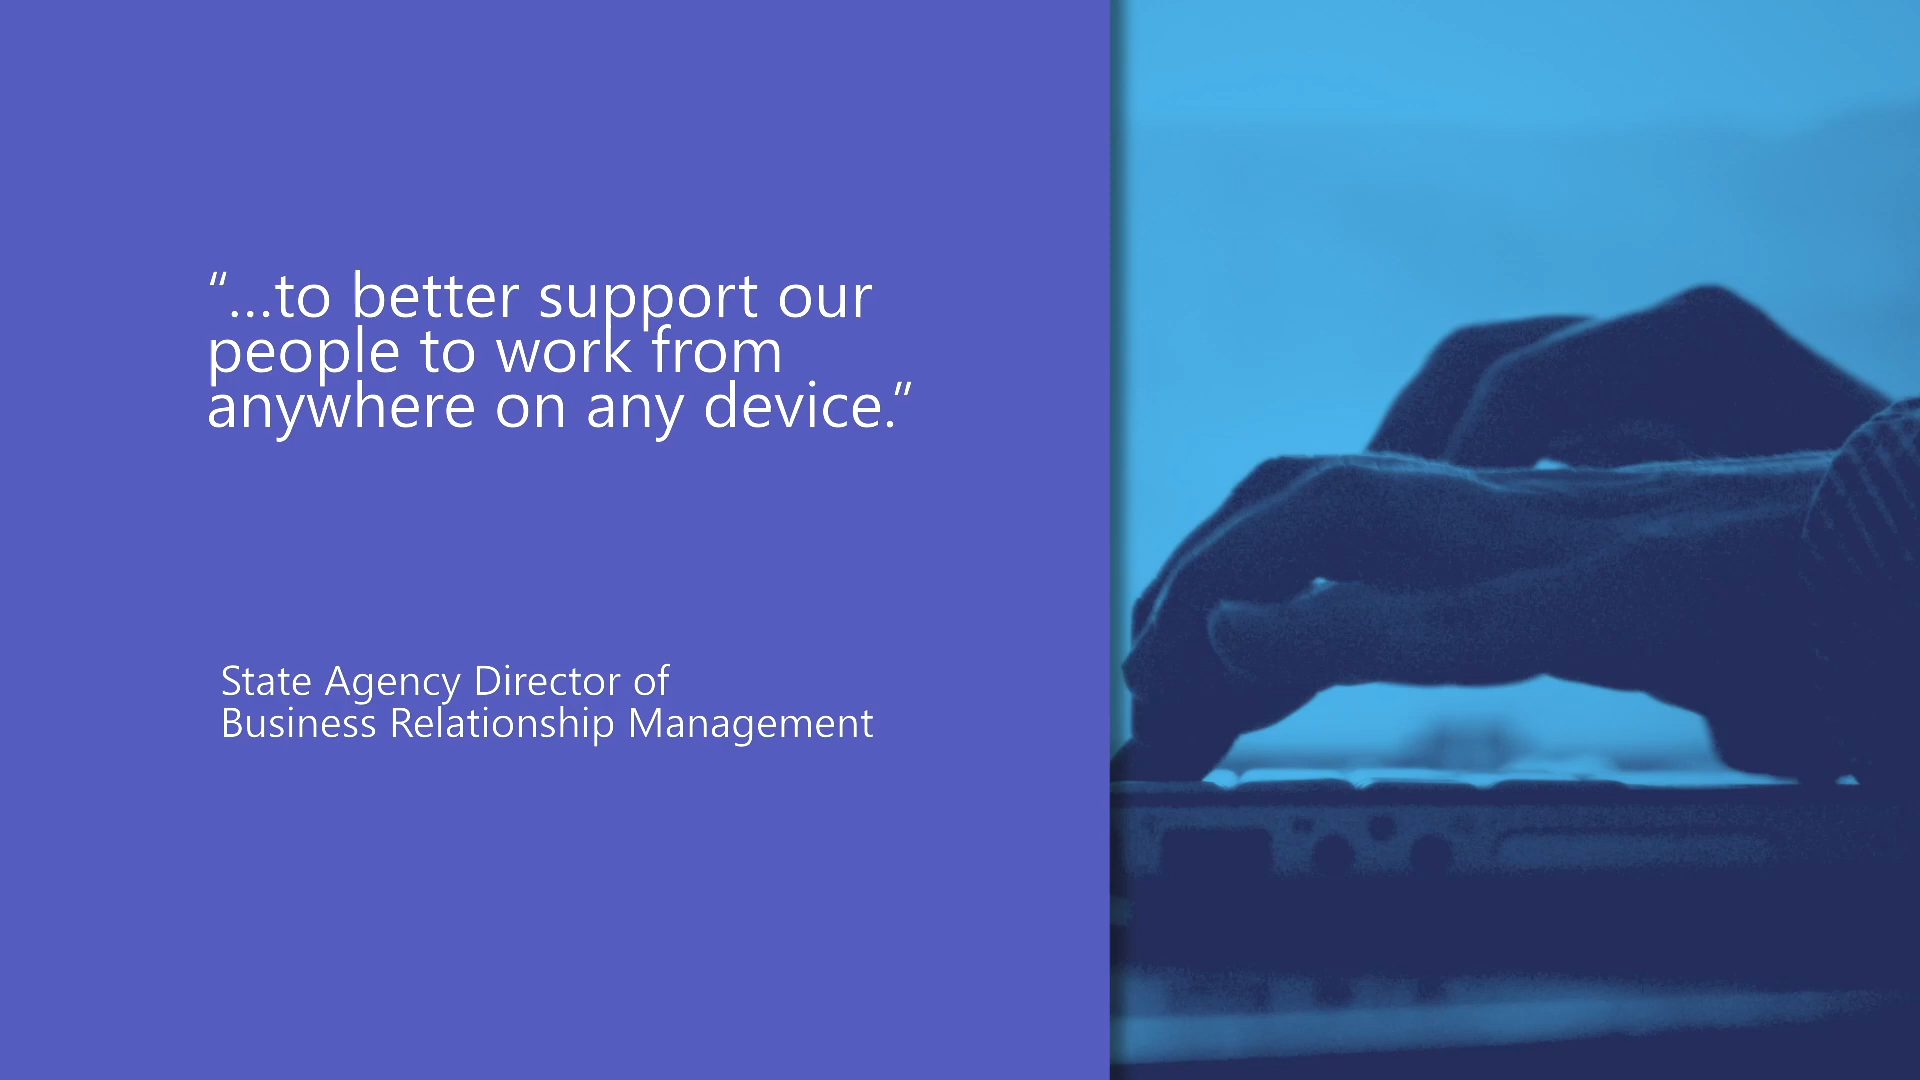 “...to better support our
people to work from
anywhere on any device.”
State Agency Director of
Business Relationship Management